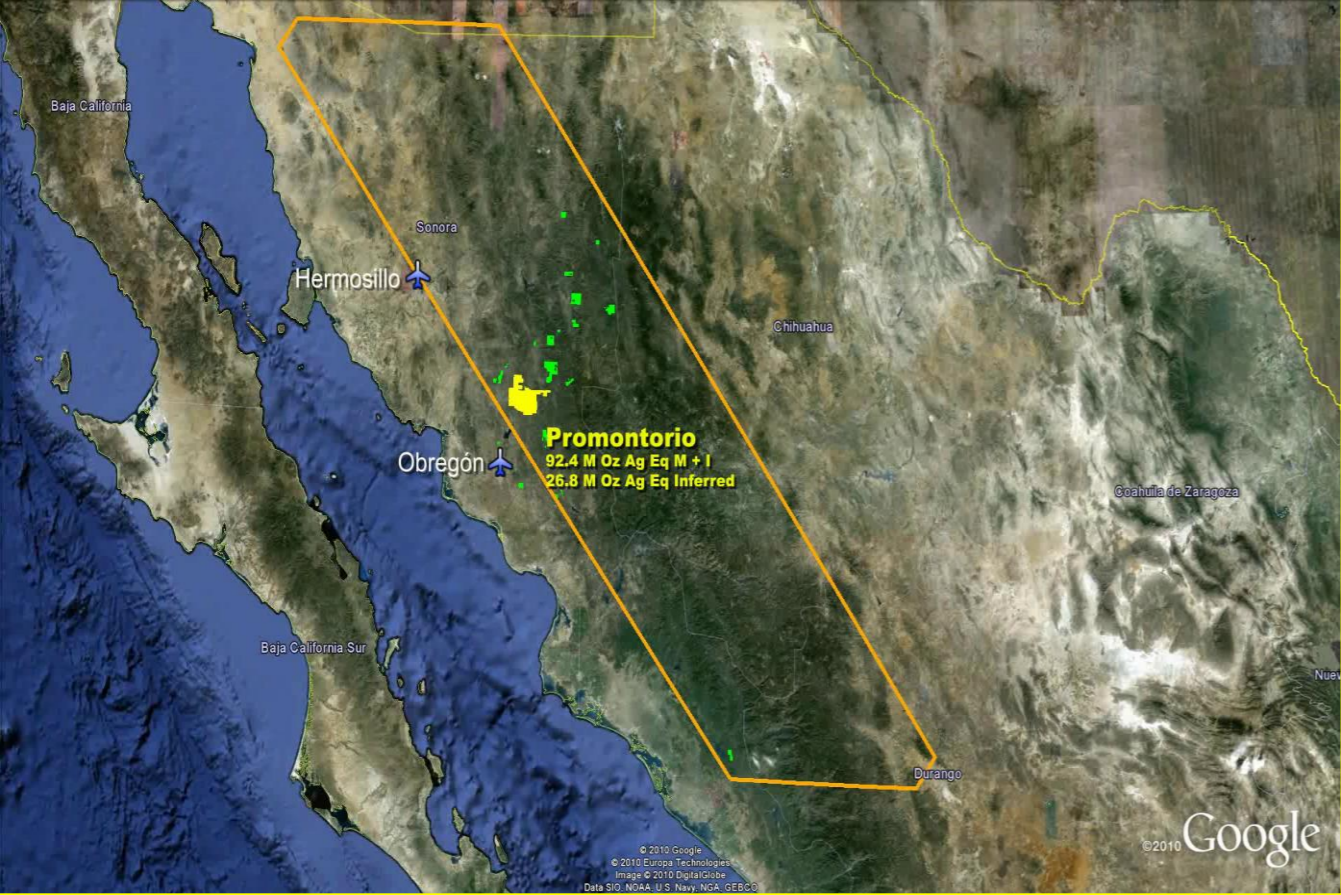 Baja California
Sonora
Hermosillo
Chihuahua
Promontorio
92.4 M Oz Ag Eq M + I
26.8 M Oz Ag Eq Inferred
Obregón
Coahuila de Zaragoza
Baja California Sur
Nuev
Durango
© 2010 Google
© 2010 Europa Technologies
Image © 2010 DigitalGlobe
Data SIO, NOAA, U.S. Navy, NGA, GEBCO
©2010 Google